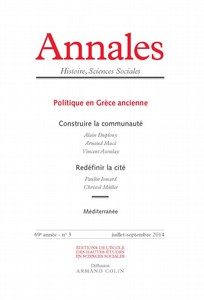 Annales
Histoire, Sciences Sociales
Politique en Grèce ancienne
Construire la communauté
Alain Duplouy
Armand Macé
Vincent Azoulay
Redéfinir la cité
Paulin Ismard
Christel Müller
Méditerranée
69e année - n° 3
juillet-septembre 2014
ÉDITIONS DE L'ÉCOLE
DES HAUTES ÉTUDES
EN SCIENCES SOCIALES
Diffusion
ARMAND COLIN